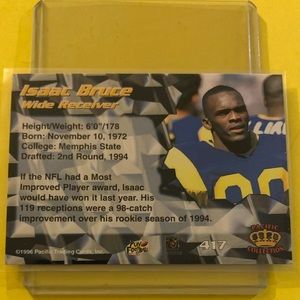 Isaac Bruce
Wide Receiver
Height/Weight: 6'0"/178
Born: November 10, 1972
College: Memphis State
Drafted: 2nd Round, 1994
If the NFL had a Most
Improved Player award, Isaac
would have won it last year. His
119 receptions were a 98-catch
improvement over his rookie season of 1994.
©1996 Pacific Trading Cards, Inc.
417
PACIFIC
COLLECTION